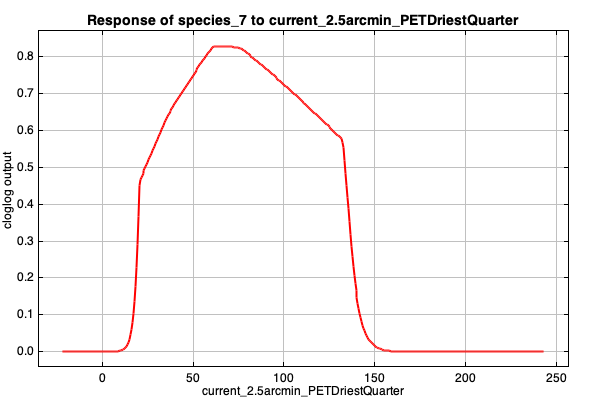 Response of species_7 to current_2.5arcmin_PETDriestQuarter
cloglog output
0.8
0.7
0.6
0.5
0.4
0.3
0.2
0.1
0.0
0 50 100 150 200 250
current_2.5arcmin_PETDriestQuarter